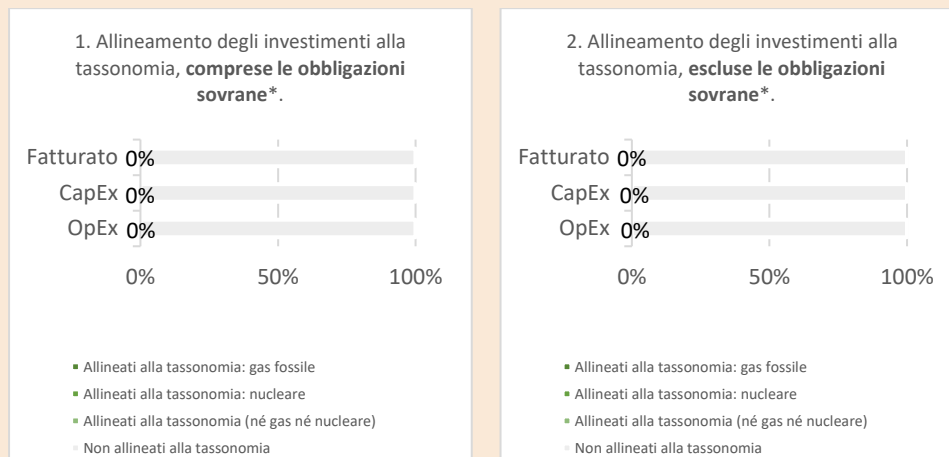 1. Allineamento degli investimenti alla
tassonomia, comprese le obbligazioni
sovrane*.
Fatturato 0%
CapEx 0%
OpEx 0%
0% 50% 100%
Allineati alla tassonomia: gas fossile
Allineati alla tassonomia: nucleare
Allineati alla tassonomia (né gas né nucleare)
Non allineati alla tassonomia
2. Allineamento degli investimenti alla
tassonomia, escluse le obbligazioni
sovrane*.
Fatturato 0%
CapEx 0%
OpEx 0%
0% 50% 100%
Allineati alla tassonomia: gas fossile
Allineati alla tassonomia: nucleare
Allineati alla tassonomia (né gas né nucleare)
Non allineati alla tassonomia